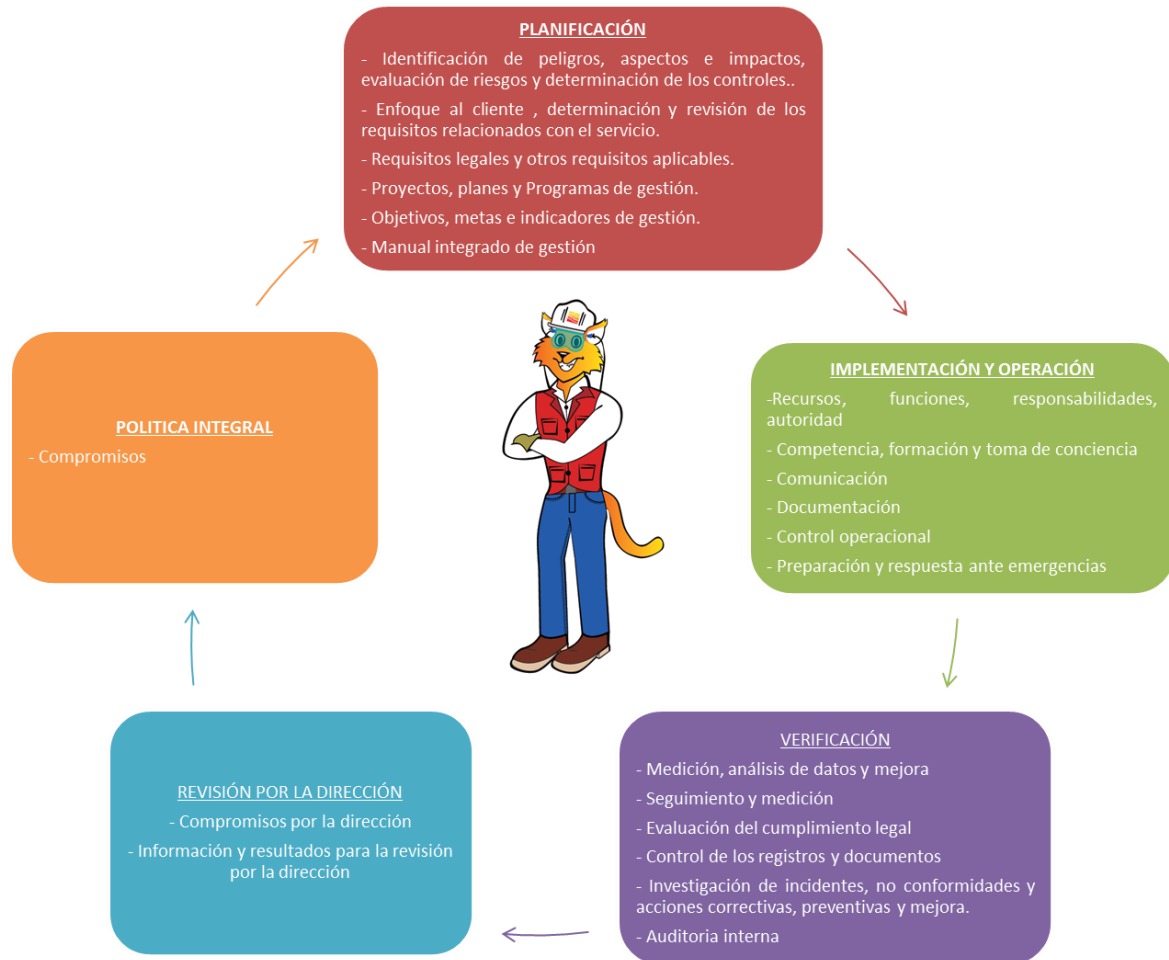 PLANIFICACIÓN
- Identificación de peligros, aspectos e impactos,
evaluación de riesgos y determinación de los controles..
- Enfoque al cliente , determinación y revisión de los
requisitos relacionados con el servicio.
- Requisitos legales y otros requisitos aplicables.
- Proyectos, planes y Programas de gestión.
- Objetivos, metas e indicadores de gestión.
- Manual integrado de gestión
IMPLEMENTACIÓN Y OPERACIÓN
-Recursos, funciones, responsabilidades,
autoridad
- Competencia, formación y toma de conciencia
- Comunicación
- Documentación
- Control operacional
- Preparación y respuesta ante emergencias
VERIFICACIÓN
- Medición, análisis de datos y mejora
- Seguimiento y medición
- Evaluación del cumplimiento legal
- Control de los registros y documentos
- Investigación de incidentes, no conformidades y
acciones correctivas, preventivas y mejora.
- Auditoria interna
REVISIÓN POR LA DIRECCIÓN
- Compromisos por la dirección
- Información y resultados para la revisión
por la dirección
POLITICA INTEGRAL
- Compromisos